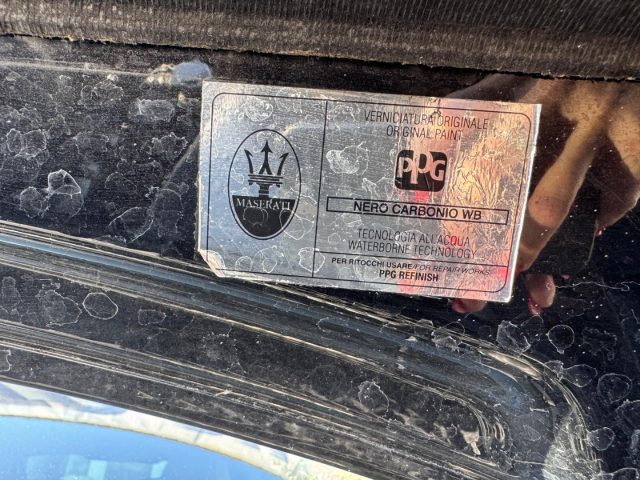 VERNICIATURA ORIGINALE
ORIGINAL PAINT
PPG
MASERATI
NERO CARBONIO WB
TECNOLOGIA ALL'ACQUA
WATERBORNE TECHNOLOGY
PER RITOCCHI USARE/FOR REPAIR WORKS
PPG REFINISH